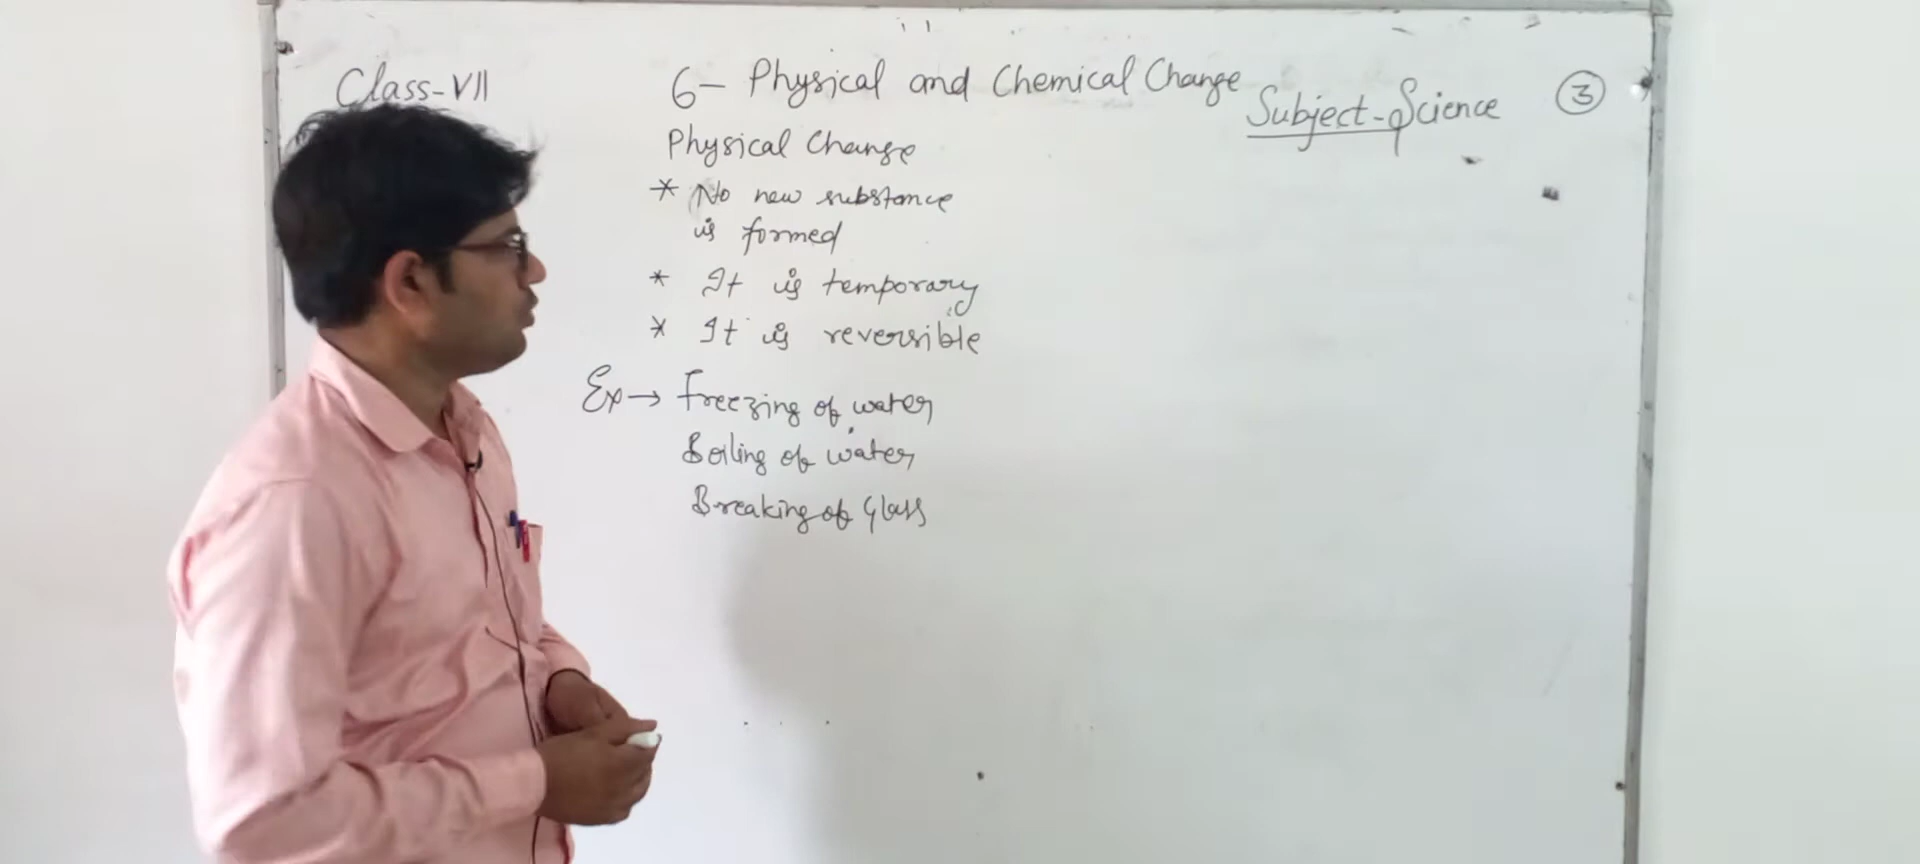 Class-VII
6- Physical and Chemical Change
Subject-Science
3
Physical Change
* No new substance
is formed
* It is temporary
* It is reversible
Ex→ Freezing of water
Boiling of water
Breaking of Glass